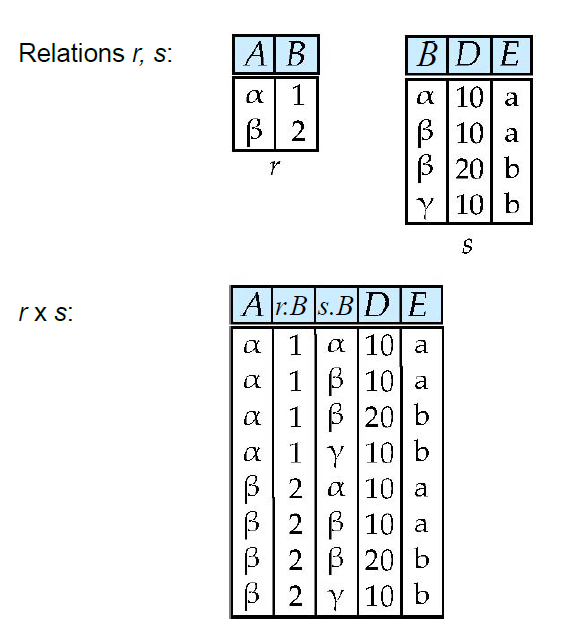 Relations r, s:
A B
α 1
β 2
r
B D E
α 10 a
β 10 a
β 20 b
γ 10 b
s
r x s:
A r.B s.B D E
α 1 α 10 a
α 1 β 10 a
α 1 β 20 b
α 1 γ 10 b
β 2 α 10 a
β 2 β 10 a
β 2 β 20 b
β 2 γ 10 b